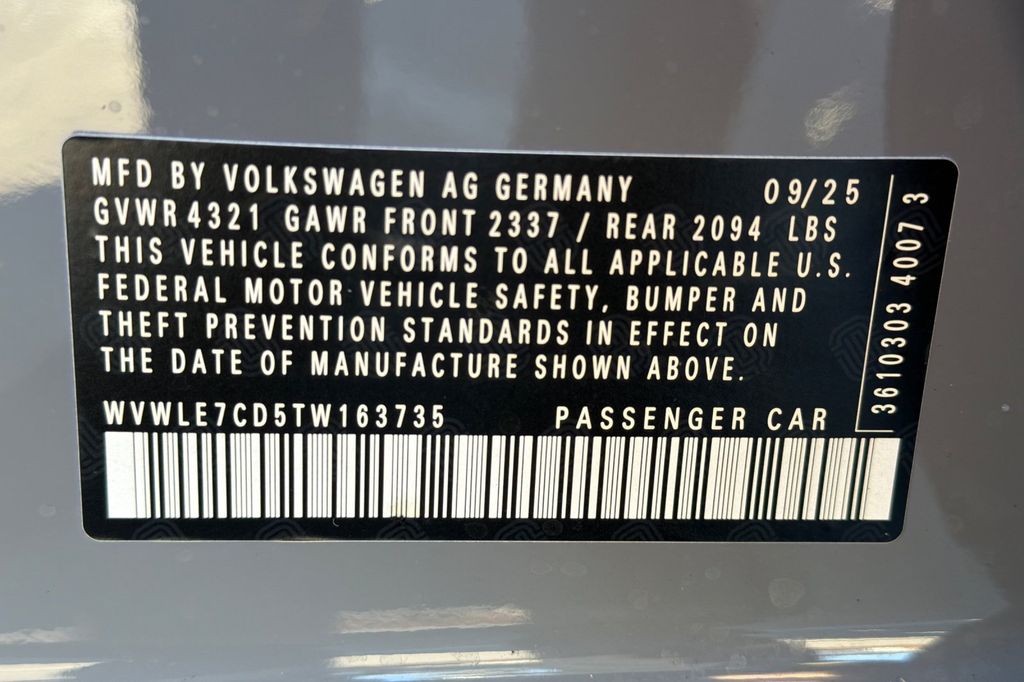 MFD BY VOLKSWAGEN AG GERMANY 09/25
GVWR 4321 GAWR FRONT 2337 / REAR 2094 LBS
THIS VEHICLE CONFORMS TO ALL APPLICABLE U.S.
FEDERAL MOTOR VEHICLE SAFETY, BUMPER AND
THEFT PREVENTION STANDARDS IN EFFECT ON
THE DATE OF MANUFACTURE SHOWN ABOVE.
WVWLE7CD5TW163735 PASSENGER CAR
3610303 4007 3